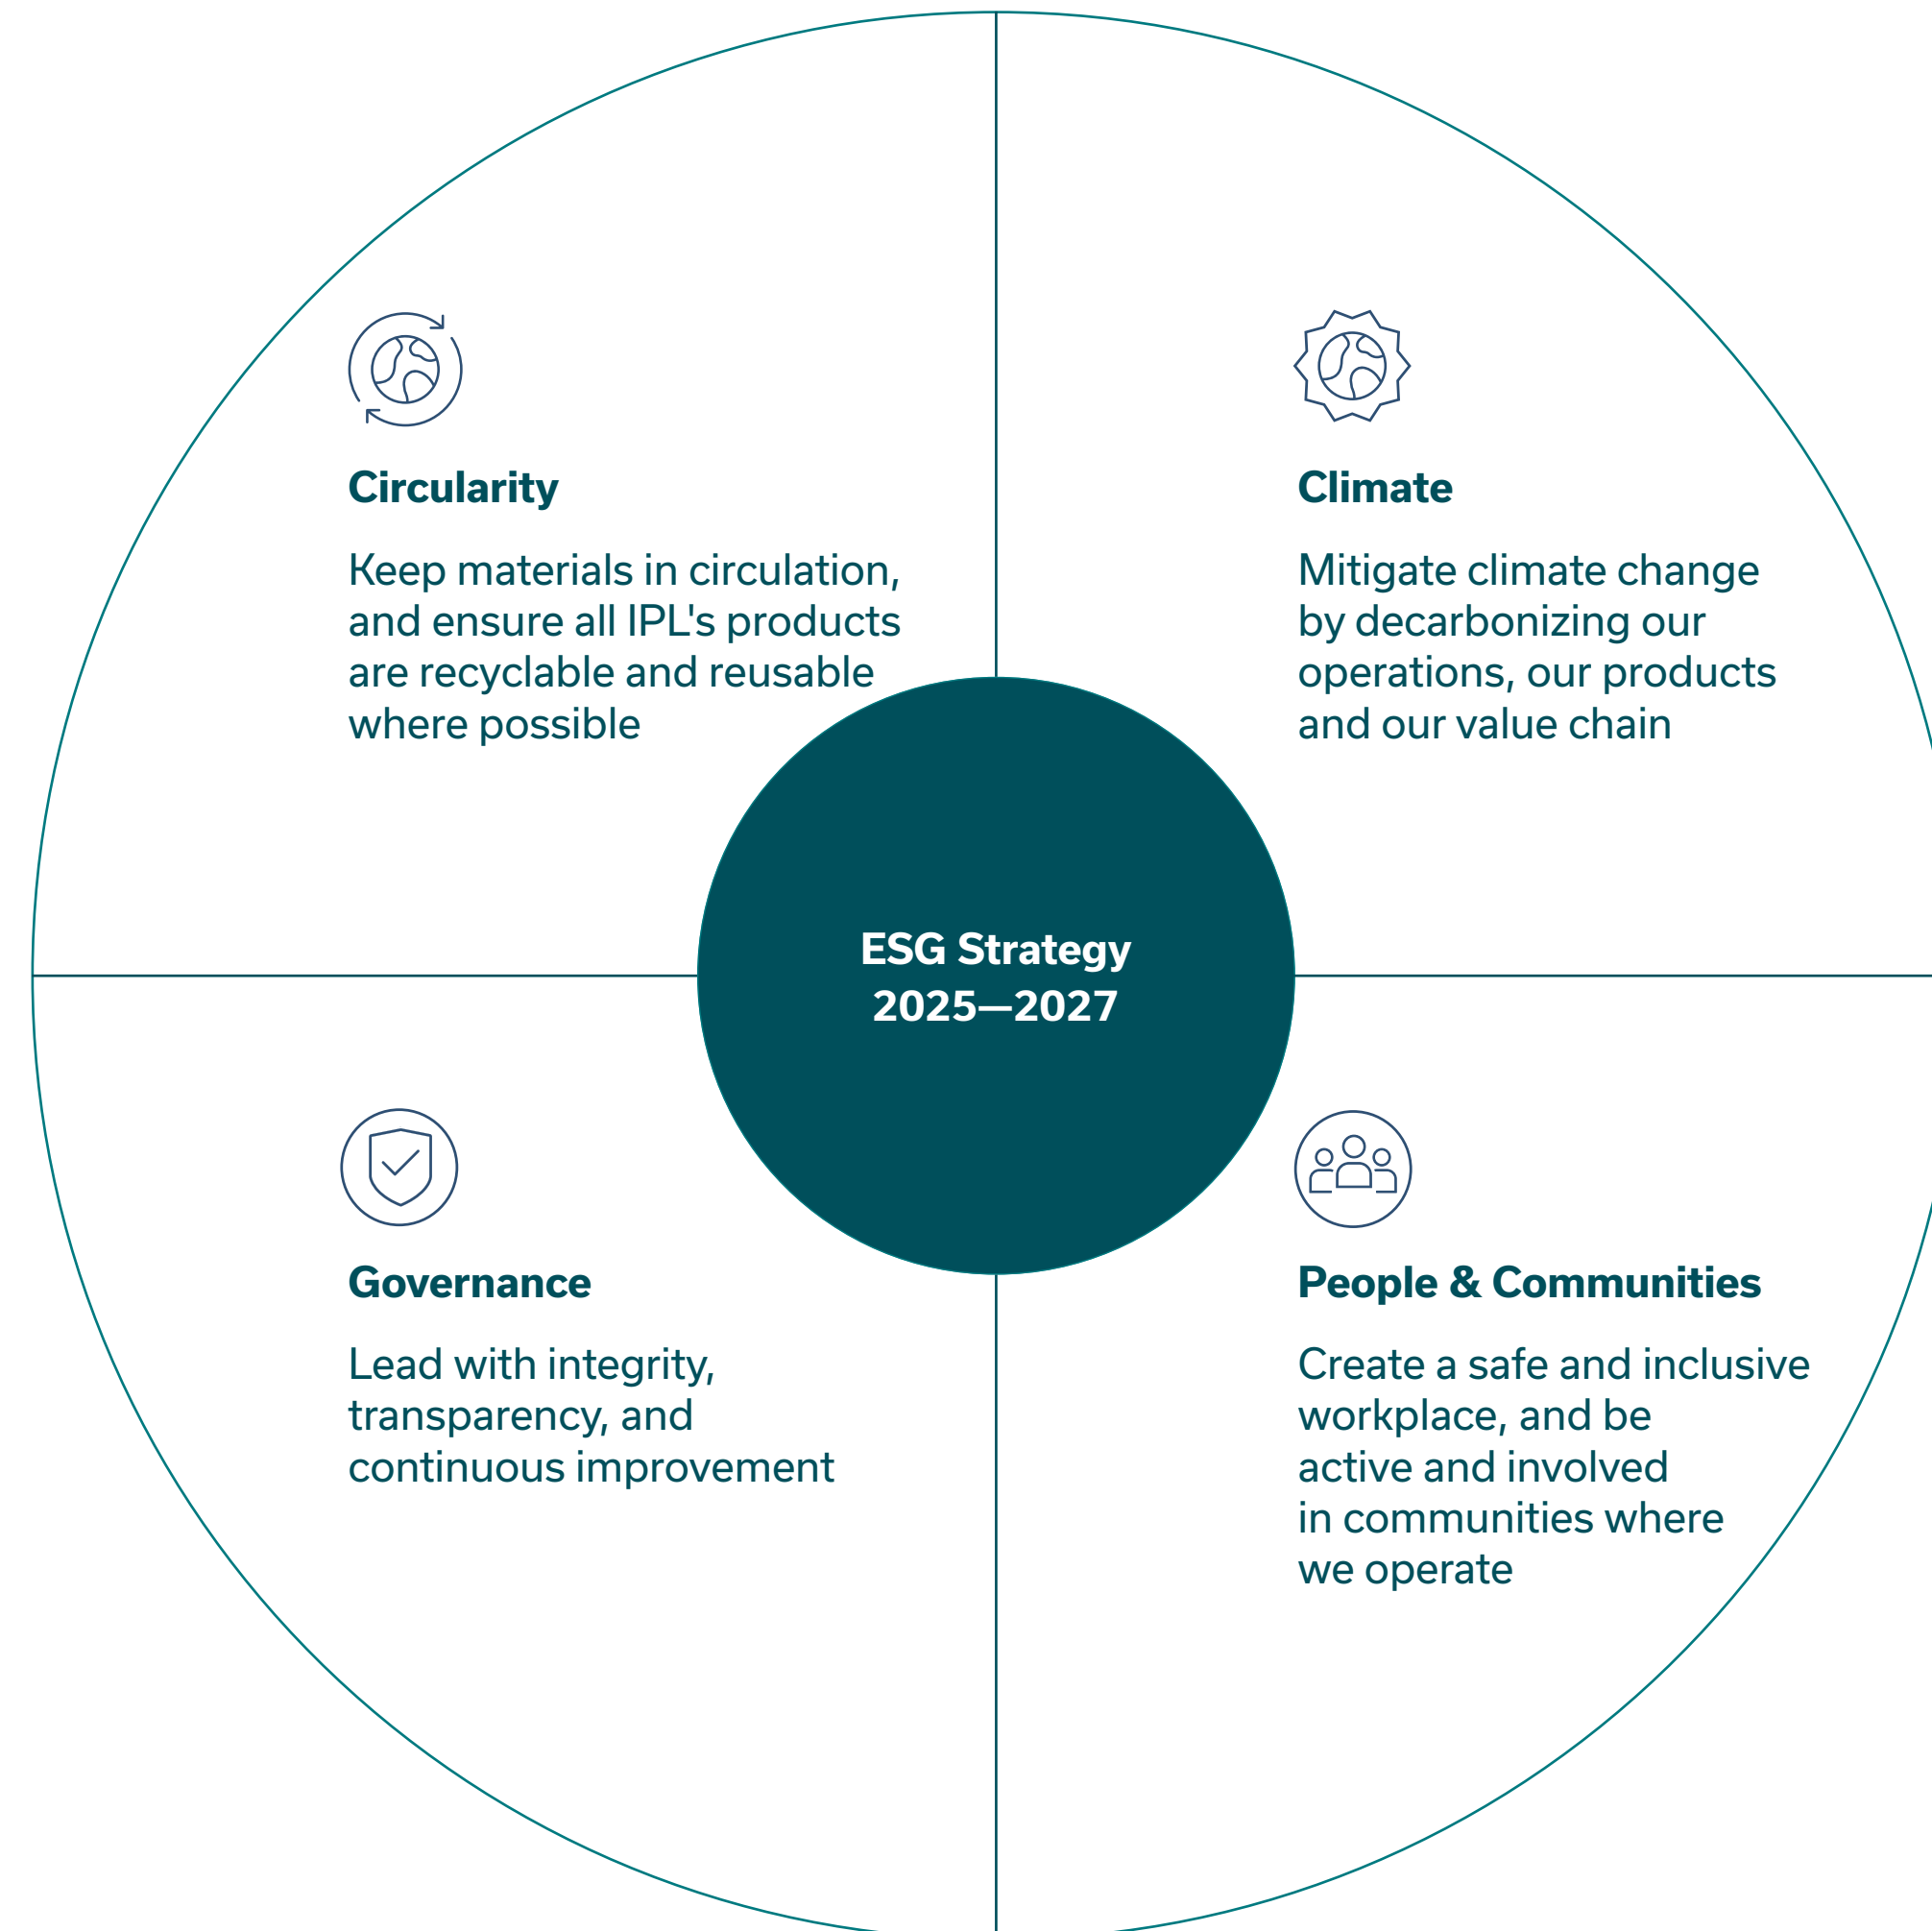 Circularity
Keep materials in circulation,
and ensure all IPL's products
are recyclable and reusable
where possible
Climate
Mitigate climate change
by decarbonizing our
operations, our products
and our value chain
ESG Strategy
2025—2027
Governance
Lead with integrity,
transparency, and
continuous improvement
People & Communities
Create a safe and inclusive
workplace, and be
active and involved
in communities where
we operate